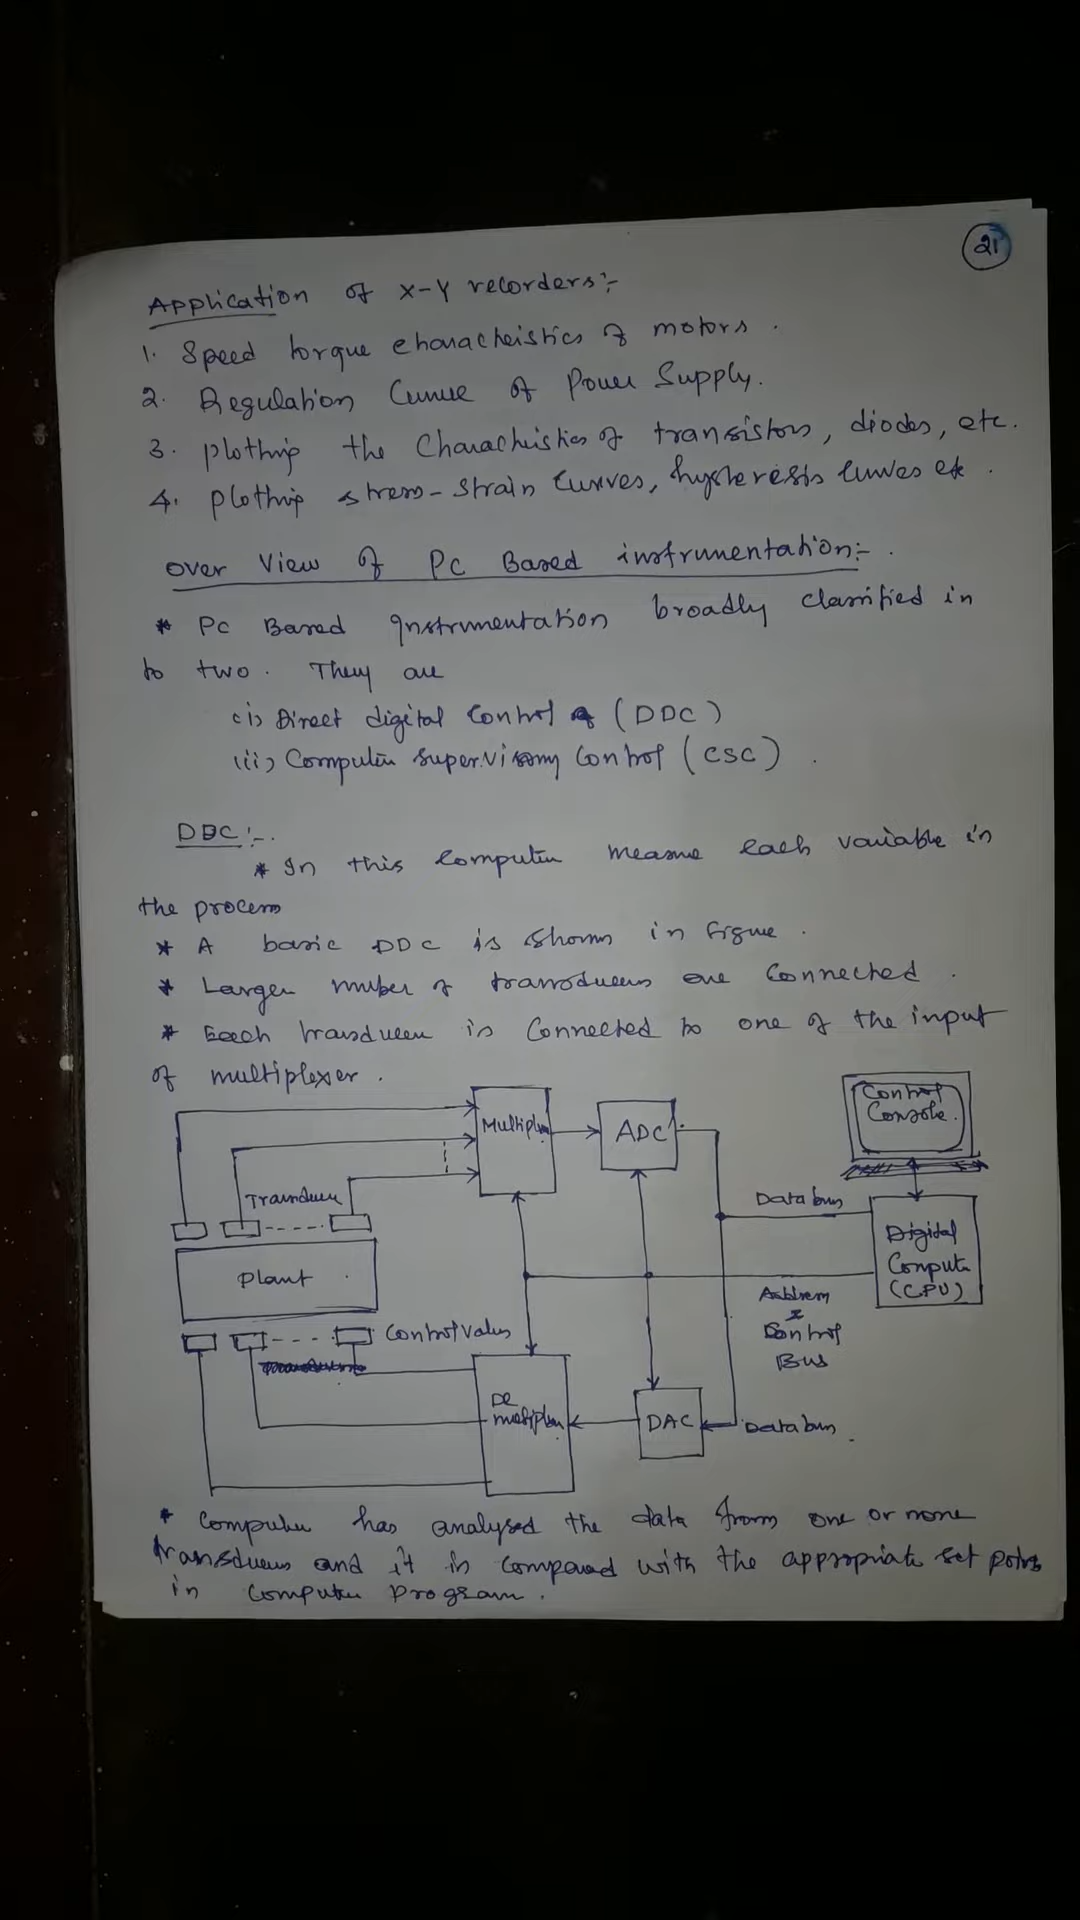 21
Application of X-Y recorders:-
1. Speed torque characteristics of motors.
2. Regulation Curve of Power Supply.
3. plotting the Characteristics of transistors, diodes, etc.
4. plotting stress-strain curves, hysteresis curves etc.
Over View of PC Based instrumentation:-
* PC Based Instrumentation broadly classified in
to two. They are
(i) Direct digital Control (DDC)
(ii) Computer supervisory Control (CSC).
DDC:-
* In this computer measure each variable in
the process
* A basic DDC is shown in figure.
* Larger number of transducers are Connected.
* Each transducer is Connected to one of the input
of multiplexer.
Control
Console.
Multiplexer
ADC
Transducer
Data bus
Digital
Computer
(CPU)
Plant
Address
&
Control
Bus
Control Valves
De
multiplexer
DAC
Data bus.
* Computer has analysed the data from one or more
transducers and it is compared with the appropriate set points
in Computer program.